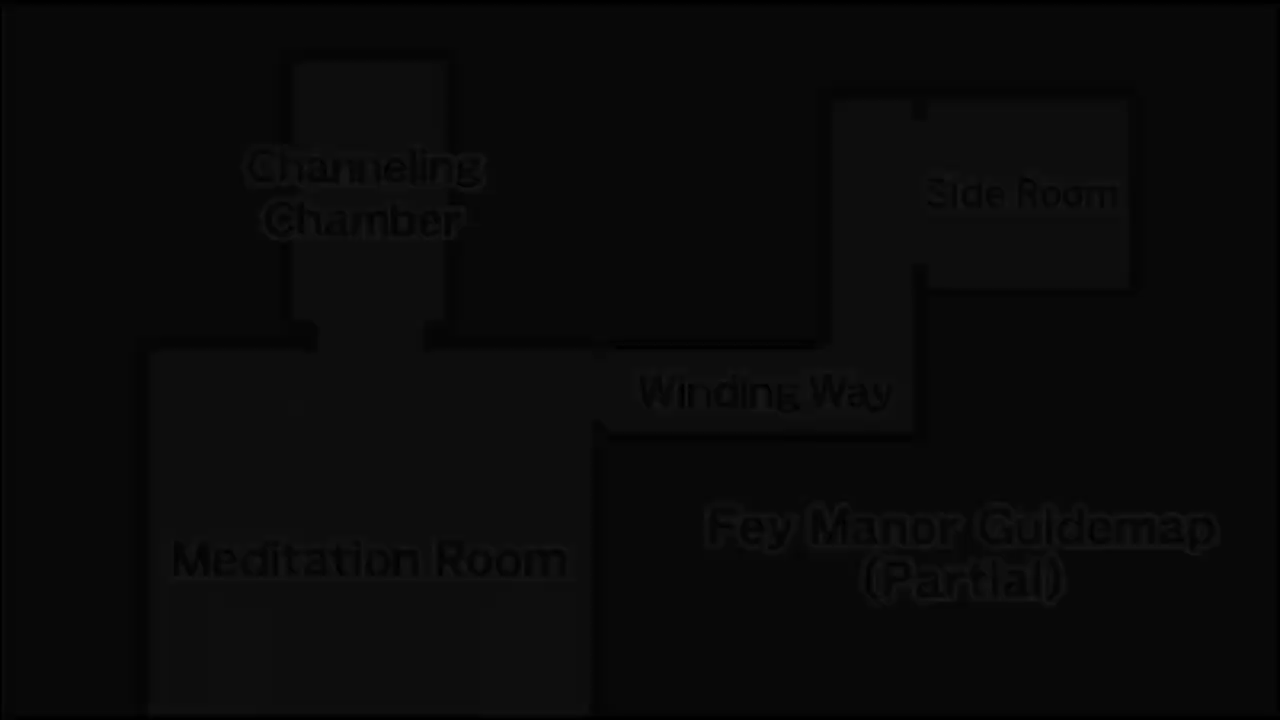 Channeling
Chamber
Side Room
Winding Way
Meditation Room
Fey Manor Guidemap
(Partial)